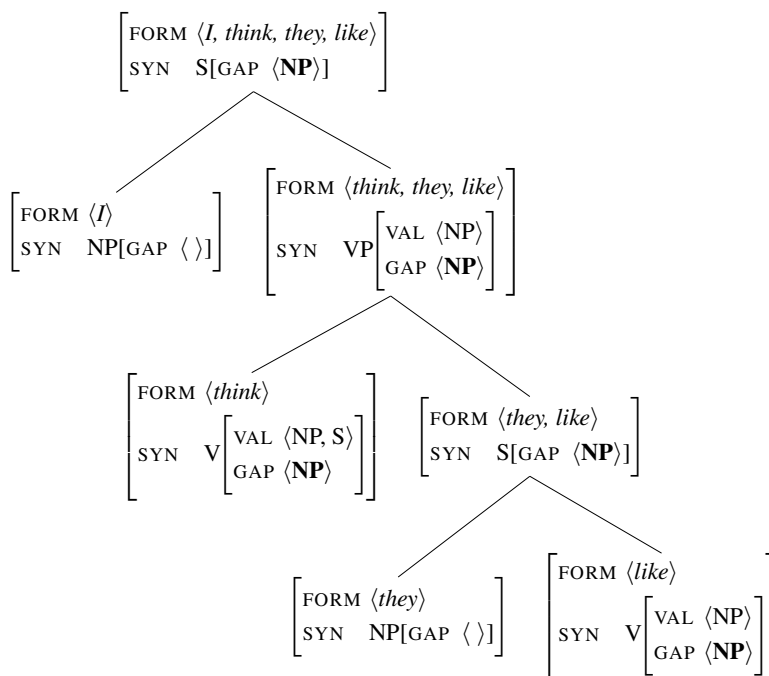 FORM ⟨I, think, they, like⟩
SYN S[GAP ⟨NP⟩]
FORM ⟨I⟩
SYN NP[GAP ⟨ ⟩]
FORM ⟨think, they, like⟩
SYN VP
VAL ⟨NP⟩
GAP ⟨NP⟩
FORM ⟨think⟩
SYN V
VAL ⟨NP, S⟩
GAP ⟨NP⟩
FORM ⟨they, like⟩
SYN S[GAP ⟨NP⟩]
FORM ⟨they⟩
SYN NP[GAP ⟨ ⟩]
FORM ⟨like⟩
SYN V
VAL ⟨NP⟩
GAP ⟨NP⟩